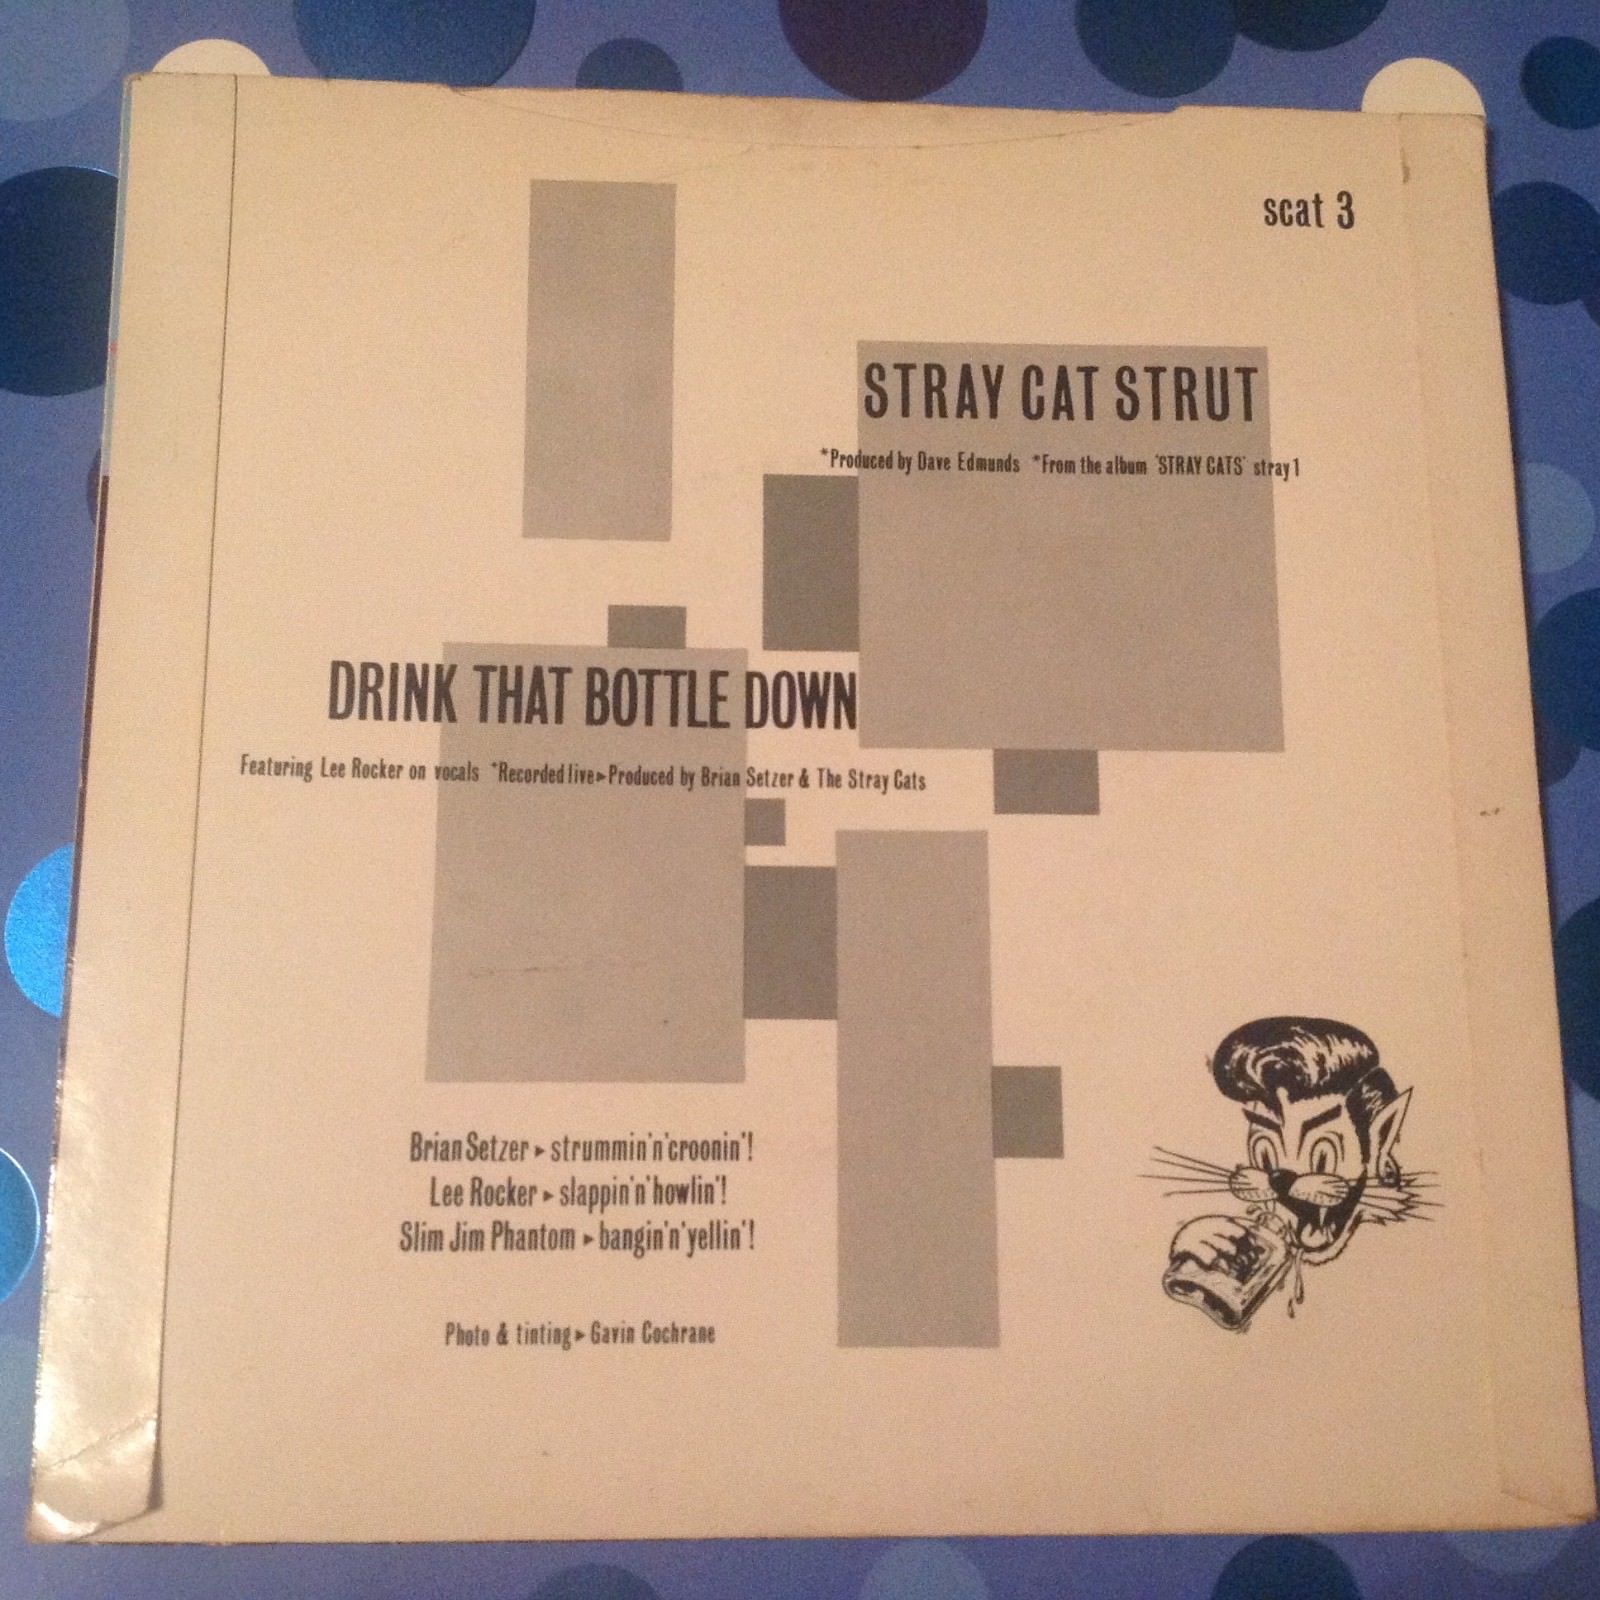 scat 3
STRAY CAT STRUT
*Produced by Dave Edmunds *From the album 'STRAY CATS' stray 1
DRINK THAT BOTTLE DOWN
Featuring Lee Rocker on vocals *Recorded live▸Produced by Brian Setzer & The Stray Cats
Brian Setzer ▸ strummin'n'croonin'!
Lee Rocker ▸ slappin'n'howlin'!
Slim Jim Phantom ▸ bangin'n'yellin'!
Photo & tinting ▸ Gavin Cochrane